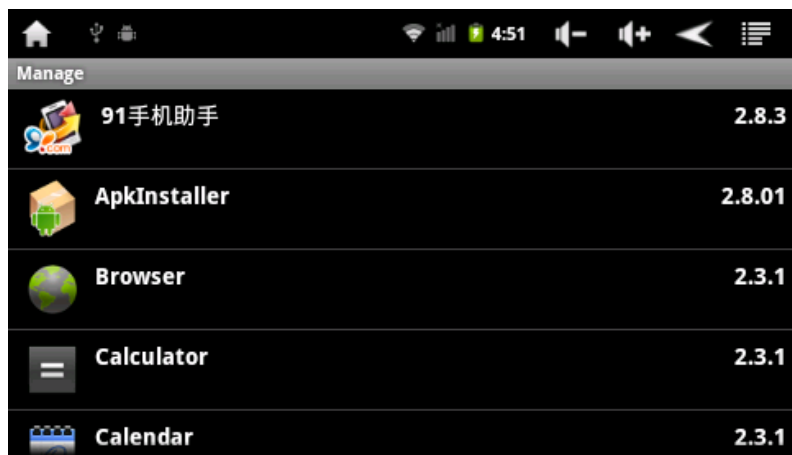 4:51
Manage
91手机助手 2.8.3
ApkInstaller 2.8.01
Browser 2.3.1
Calculator 2.3.1
Calendar 2.3.1